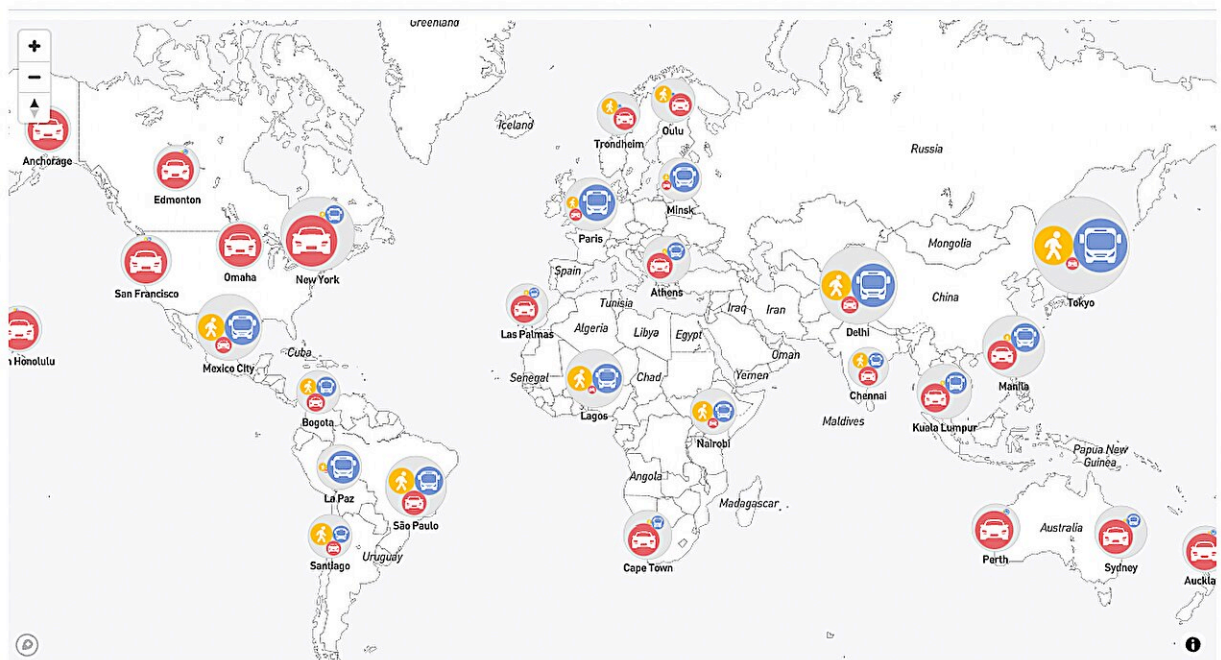 Greenland
+
−
Iceland
Trondheim
Oulu
Russia
Anchorage
Edmonton
Minsk
Paris
Mongolia
Omaha
New York
San Francisco
Spain
Athens
China
Tokyo
Tunisia
Iraq
Iran
Las Palmas
Algeria
Libya
Egypt
Delhi
n Honolulu
Mexico City
Cuba
Oman
Senegal
Chad
Yemen
Manila
Chennai
Lagos
Bogota
Maldives
Kuala Lumpur
Nairobi
Papua New
Guinea
Angola
La Paz
Madagascar
São Paulo
Australia
Uruguay
Santiago
Cape Town
Perth
Sydney
Auckla
i